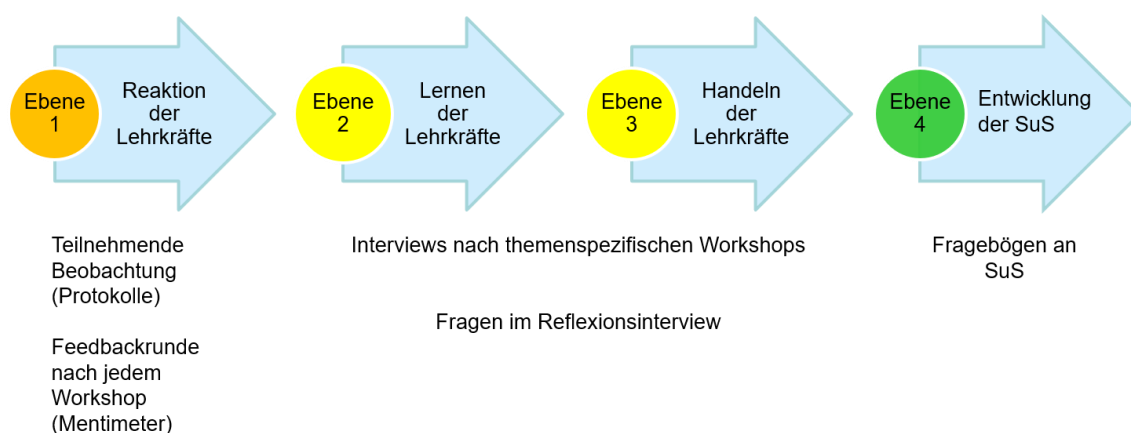 Ebene
1
Reaktion
der
Lehrkräfte
Ebene
2
Lernen
der
Lehrkräfte
Ebene
3
Handeln
der
Lehrkräfte
Ebene
4
Entwicklung
der SuS
Teilnehmende
Beobachtung
(Protokolle)
Feedbackrunde
nach jedem
Workshop
(Mentimeter)
Interviews nach themenspezifischen Workshops
Fragen im Reflexionsinterview
Fragebögen an
SuS